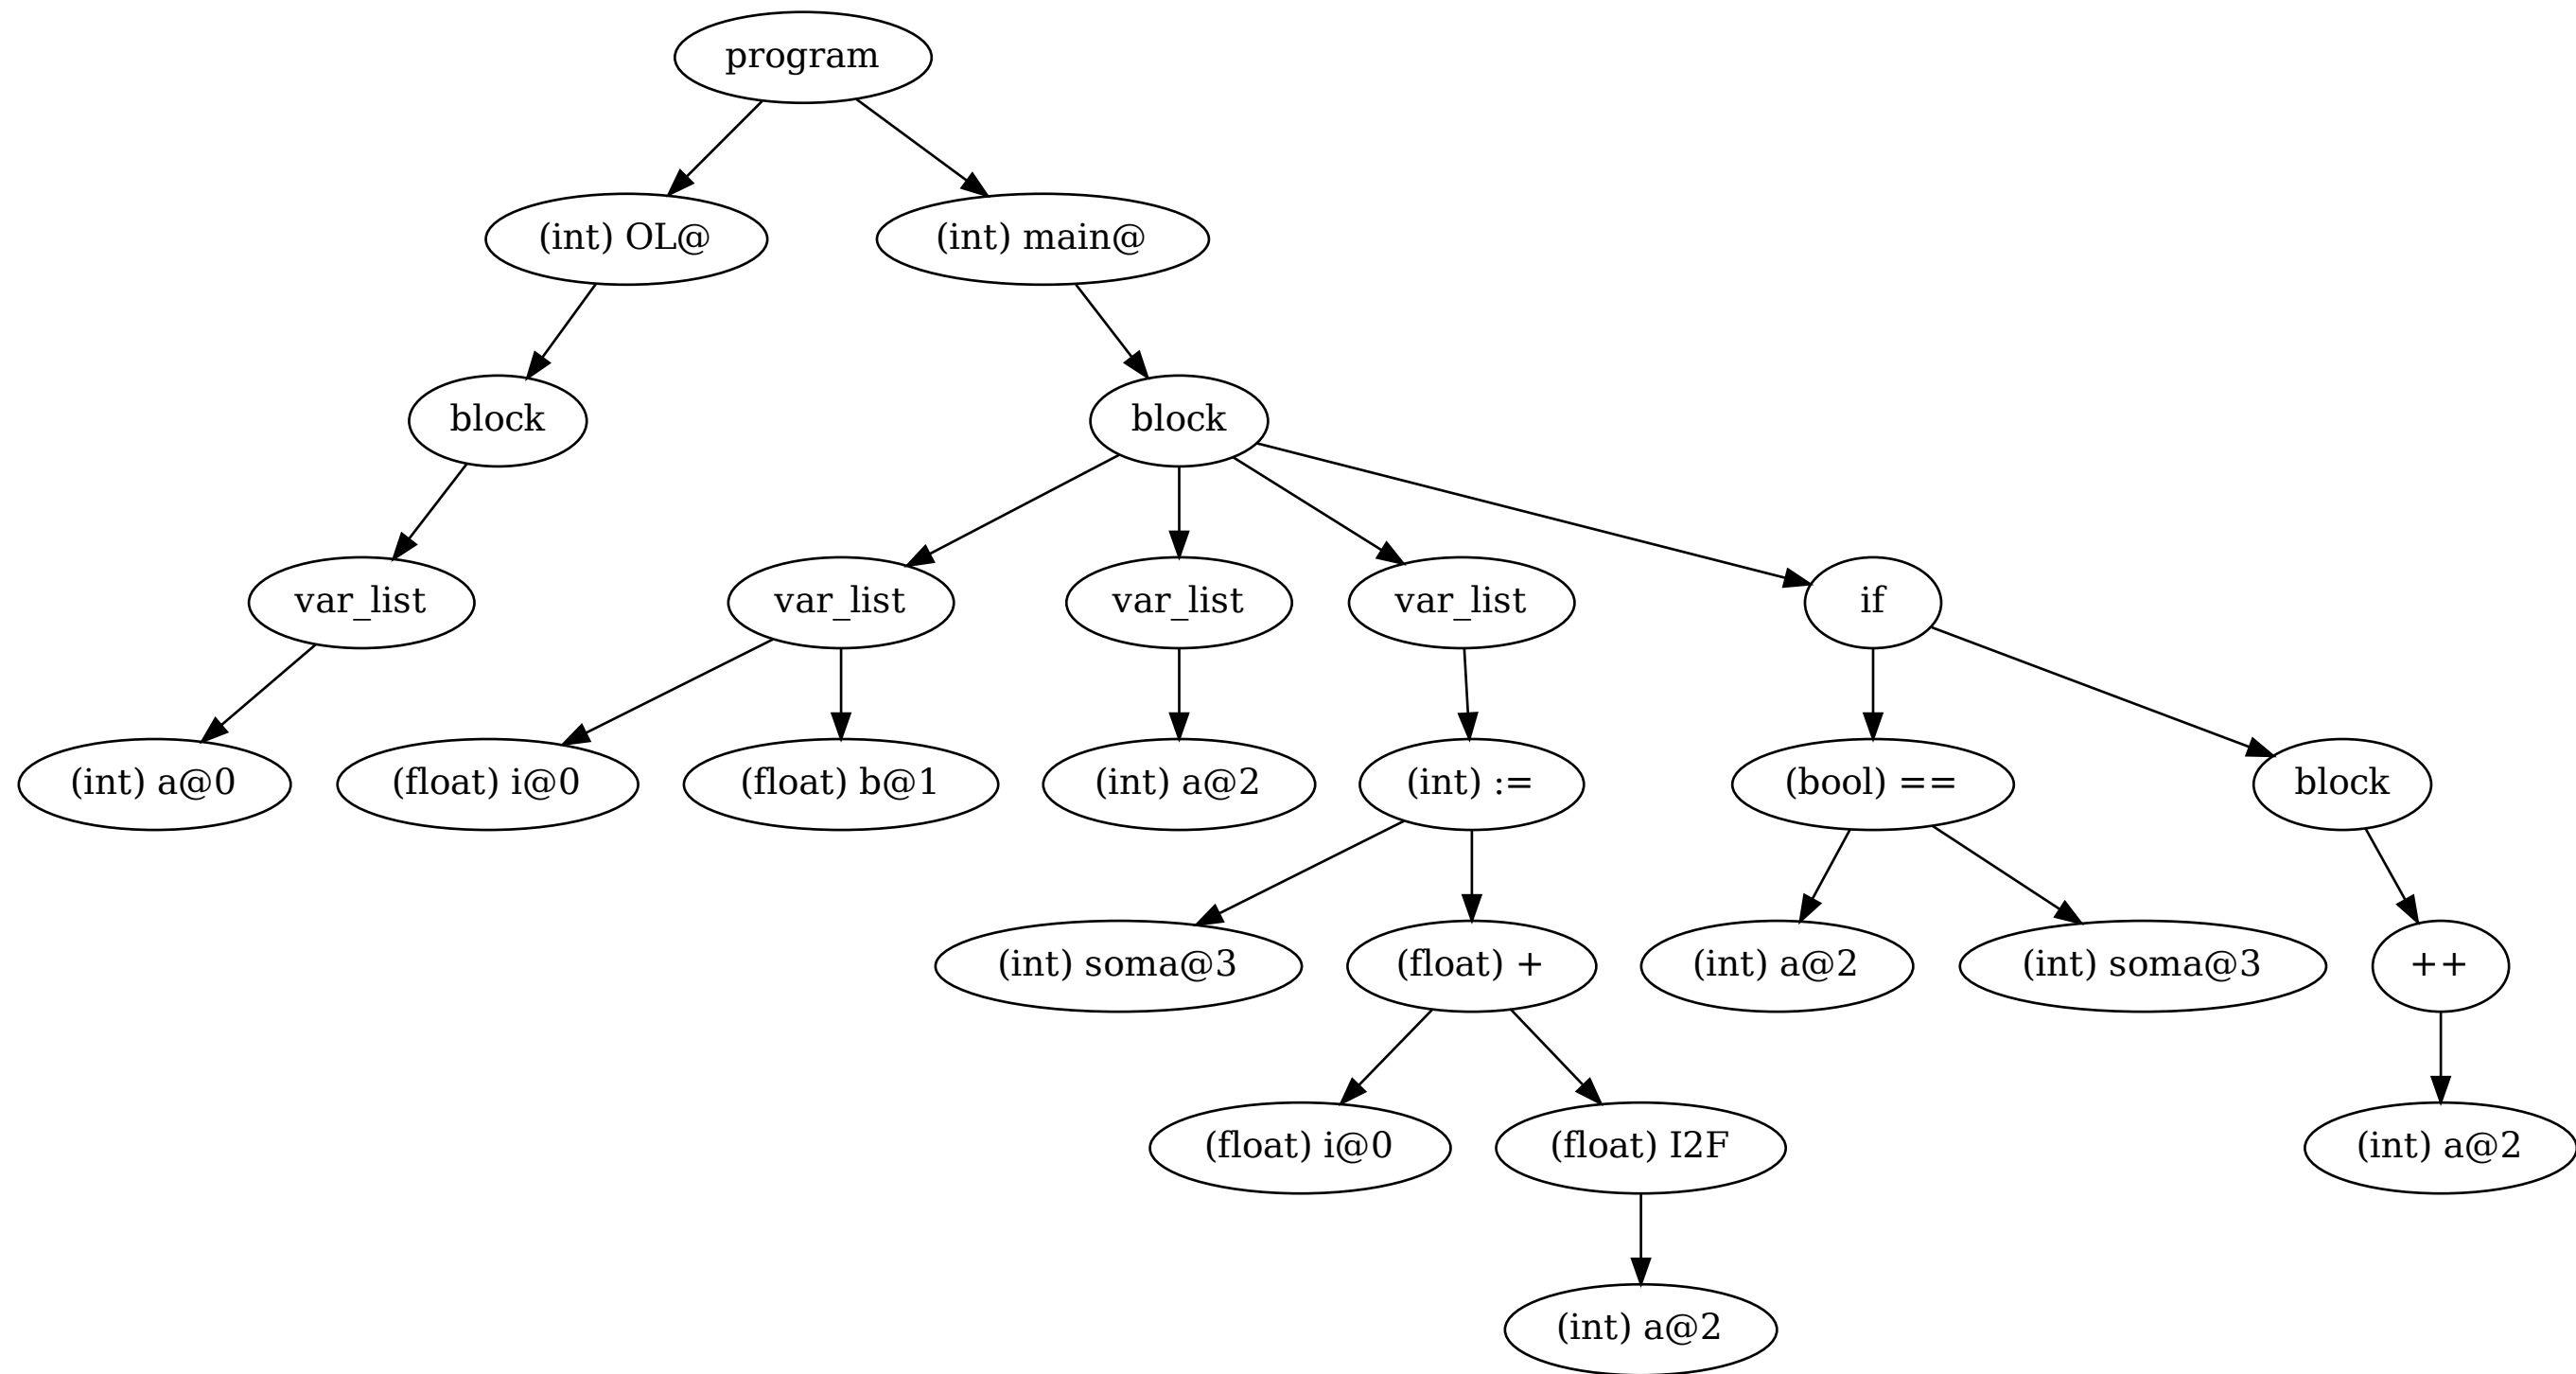 program
(int) OL@
(int) main@
block
block
var_list
var_list
var_list
var_list
if
(int) a@0
(float) i@0
(float) b@1
(int) a@2
(int) :=
(bool) ==
block
(int) soma@3
(float) +
(int) a@2
(int) soma@3
++
(float) i@0
(float) I2F
(int) a@2
(int) a@2